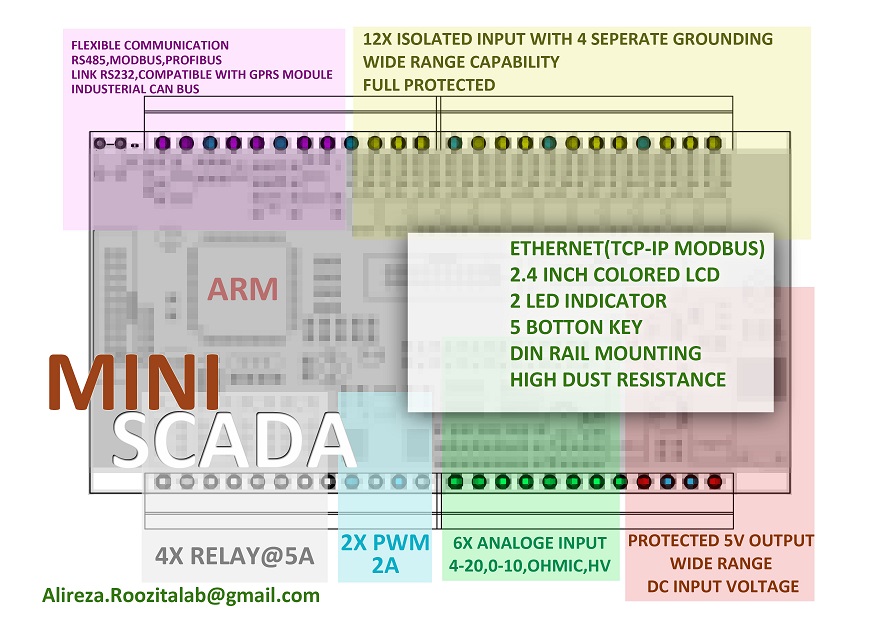 FLEXIBLE COMMUNICATION
RS485,MODBUS,PROFIBUS
LINK RS232,COMPATIBLE WITH GPRS MODULE
INDUSTERIAL CAN BUS
12X ISOLATED INPUT WITH 4 SEPERATE GROUNDING
WIDE RANGE CAPABILITY
FULL PROTECTED
ETHERNET(TCP-IP MODBUS)
2.4 INCH COLORED LCD
2 LED INDICATOR
5 BOTTON KEY
DIN RAIL MOUNTING
HIGH DUST RESISTANCE
ARM
MINI
SCADA
4X RELAY@5A
2X PWM
2A
6X ANALOGE INPUT
4-20,0-10,OHMIC,HV
PROTECTED 5V OUTPUT
WIDE RANGE
DC INPUT VOLTAGE
Alireza.Roozitalab@gmail.com